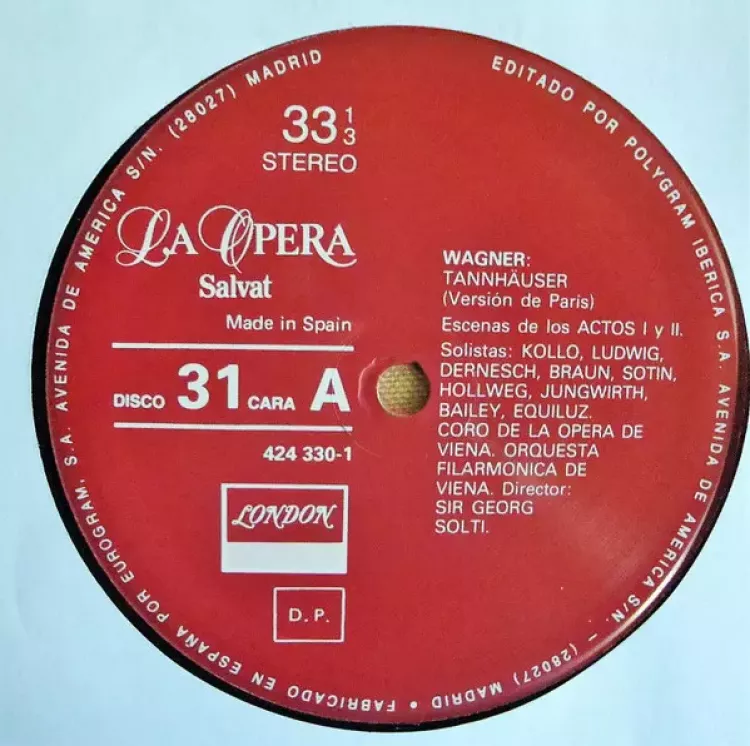 33 1/3
STEREO
LA OPERA
Salvat
Made in Spain
DISCO 31 CARA A
424 330-1
LONDON
D.P.
WAGNER:
TANNHÄUSER
(Versión de París)
Escenas de los ACTOS I y II.
Solistas: KOLLO, LUDWIG,
DERNESCH, BRAUN, SOTIN,
HOLLWEG, JUNGWIRTH,
BAILEY, EQUILUZ.
CORO DE LA OPERA DE
VIENA. ORQUESTA
FILARMONICA DE
VIENA. Director:
SIR GEORG
SOLTI.
EDITADO POR POLYGRAM IBERICA S.A. AVENIDA DE AMERICA S/N. – (28027) MADRID • FABRICADO EN ESPAÑA POR EUROGRAM, S.A. AVENIDA DE AMERICA S/N. (28027) MADRID